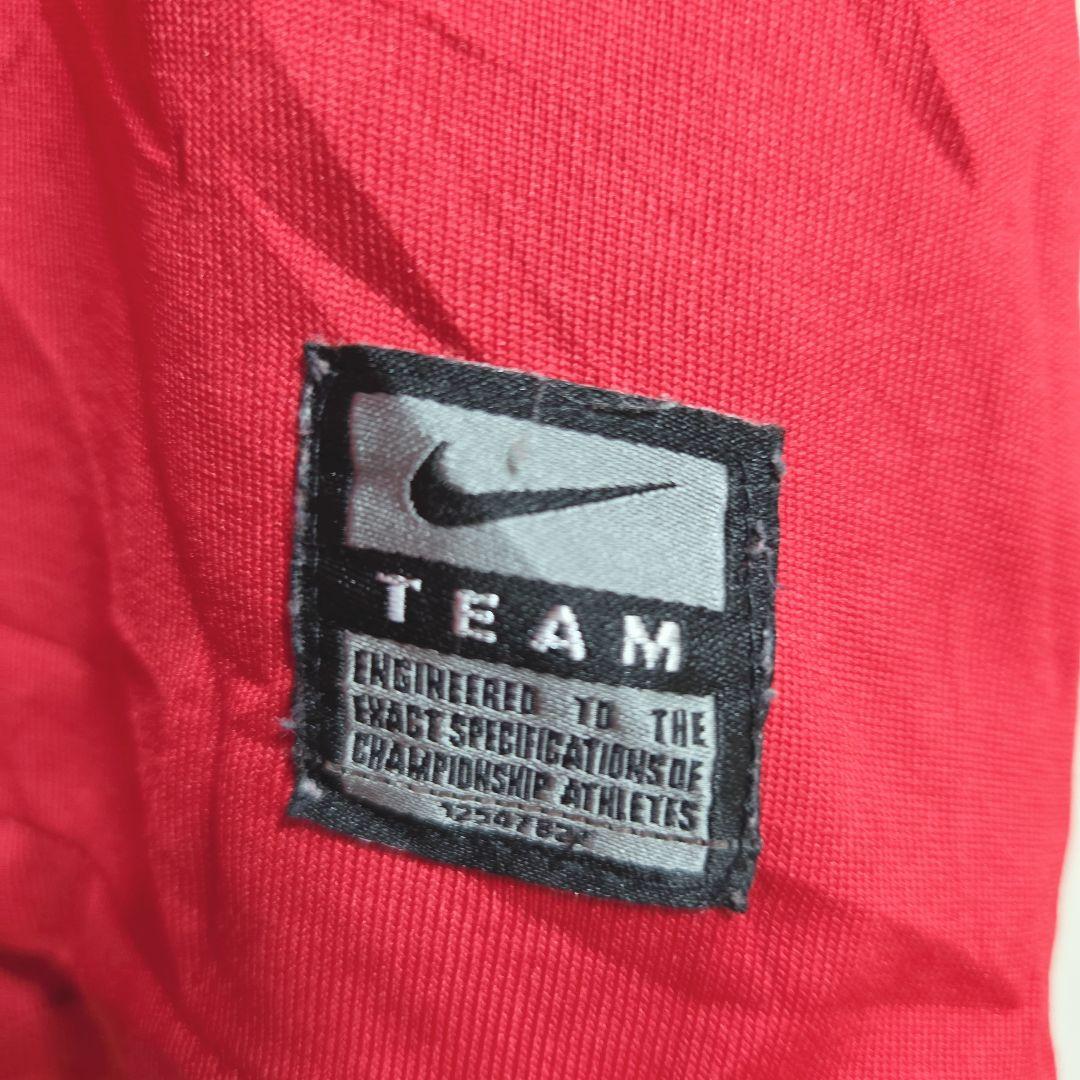 TEAM
ENGINEERED TO THE
EXACT SPECIFICATIONS OF
CHAMPIONSHIP ATHLETES